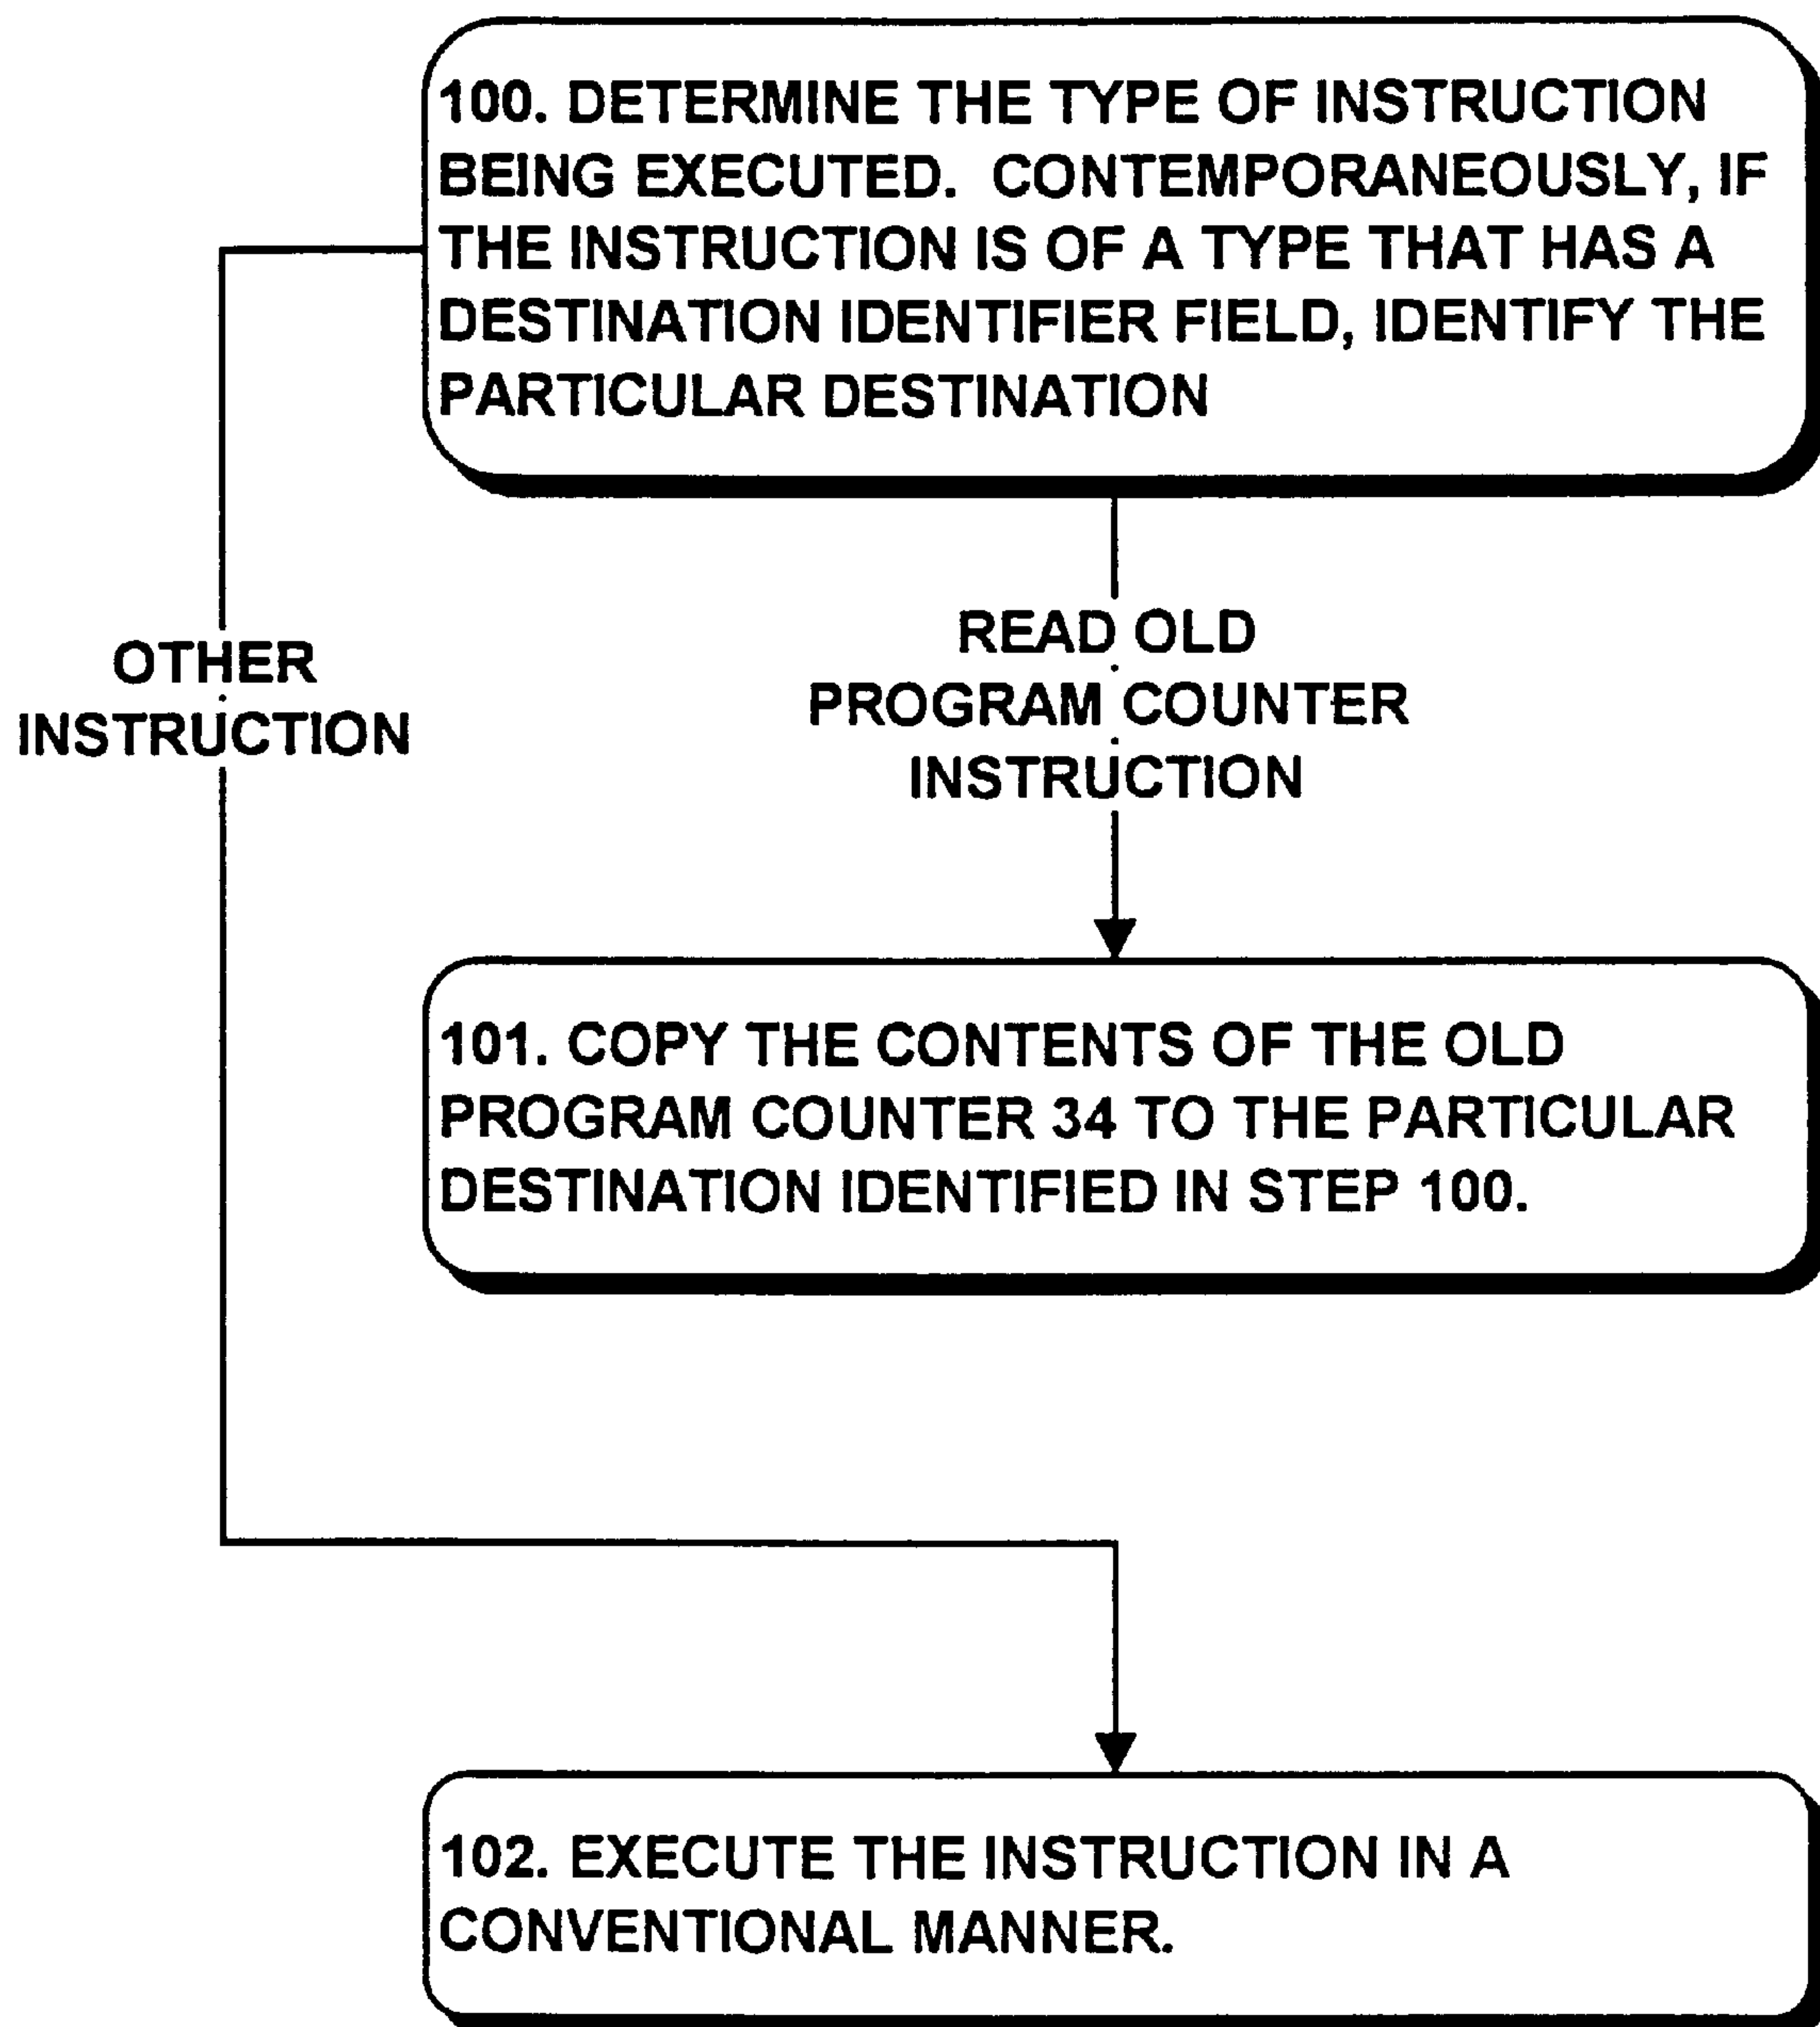 100. DETERMINE THE TYPE OF INSTRUCTION
BEING EXECUTED. CONTEMPORANEOUSLY, IF
THE INSTRUCTION IS OF A TYPE THAT HAS A
DESTINATION IDENTIFIER FIELD, IDENTIFY THE
PARTICULAR DESTINATION
OTHER
INSTRUCTION
READ OLD
PROGRAM COUNTER
INSTRUCTION
101. COPY THE CONTENTS OF THE OLD
PROGRAM COUNTER 34 TO THE PARTICULAR
DESTINATION IDENTIFIED IN STEP 100.
102. EXECUTE THE INSTRUCTION IN A
CONVENTIONAL MANNER.